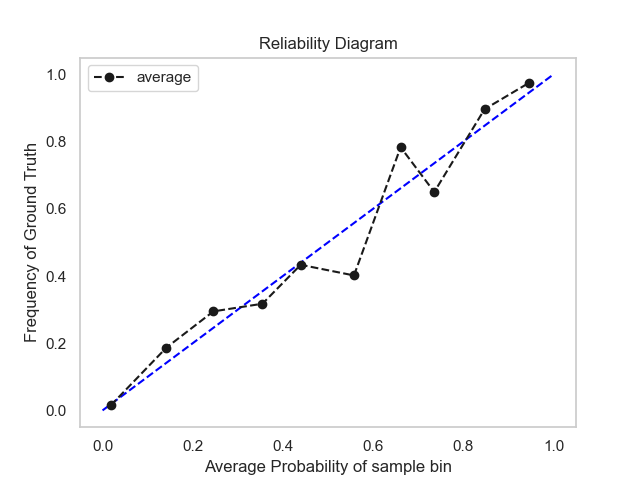 Reliability Diagram
average
1.0
0.8
0.6
0.4
0.2
0.0
Frequency of Ground Truth
0.0 0.2 0.4 0.6 0.8 1.0
Average Probability of sample bin